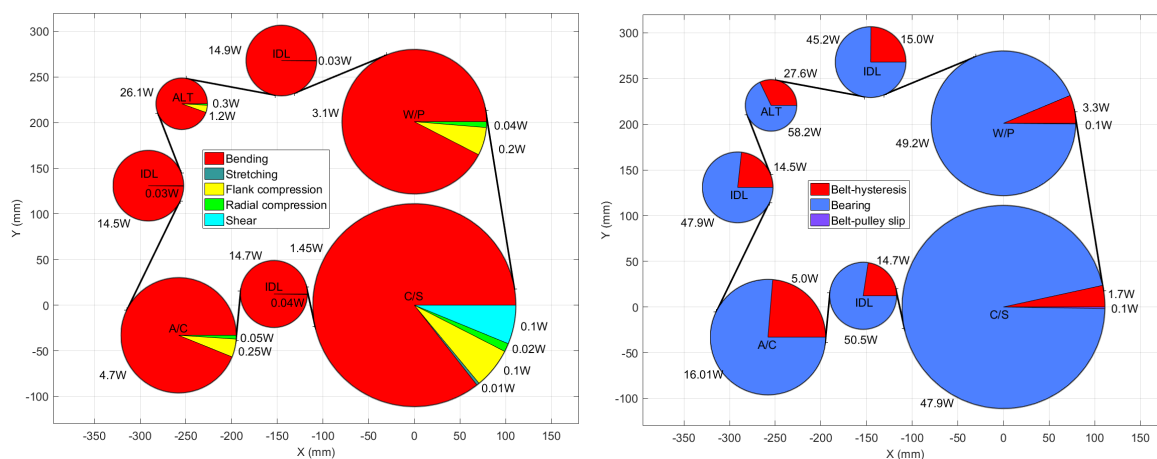 300
250
200
150
100
50
0
-50
-100
Y (mm)
-350
-300
-250
-200
-150
-100
-50
0
50
100
150
X (mm)
14.9W
IDL
0.03W
26.1W
ALT
0.3W
1.2W
3.1W
W/P
0.04W
0.2W
IDL
0.03W
14.5W
Bending
Stretching
Flank compression
Radial compression
Shear
14.7W
1.45W
IDL
0.04W
C/S
0.1W
0.02W
0.1W
0.01W
A/C
0.05W
0.25W
4.7W
300
250
200
150
100
50
0
-50
-100
Y (mm)
-350
-300
-250
-200
-150
-100
-50
0
50
100
150
X (mm)
45.2W
15.0W
IDL
27.6W
ALT
58.2W
3.3W
W/P
0.1W
49.2W
14.5W
IDL
47.9W
Belt-hysteresis
Bearing
Belt-pulley slip
5.0W
14.7W
IDL
50.5W
1.7W
C/S
0.1W
A/C
16.01W
47.9W